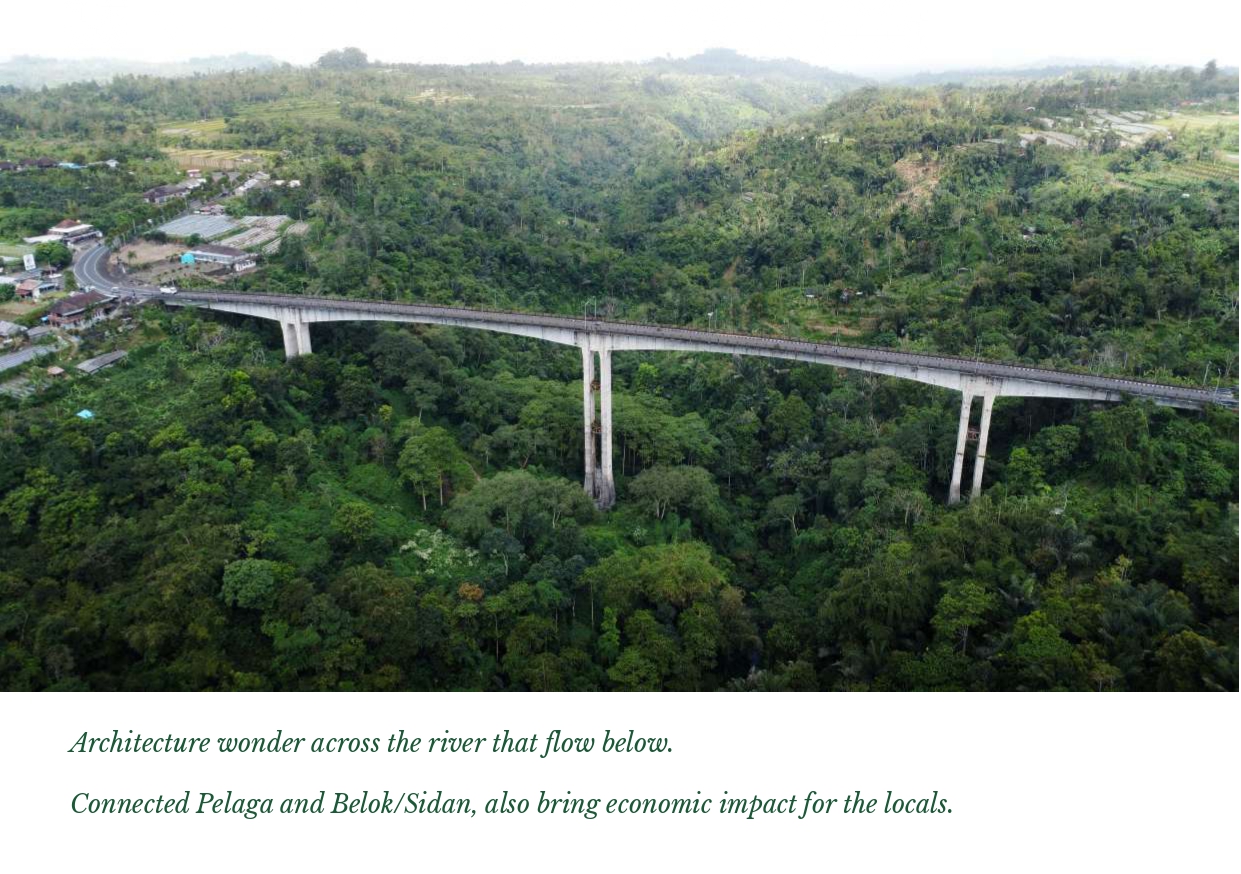 Architecture wonder across the river that flow below.
Connected Pelaga and Belok/Sidan, also bring economic impact for the locals.